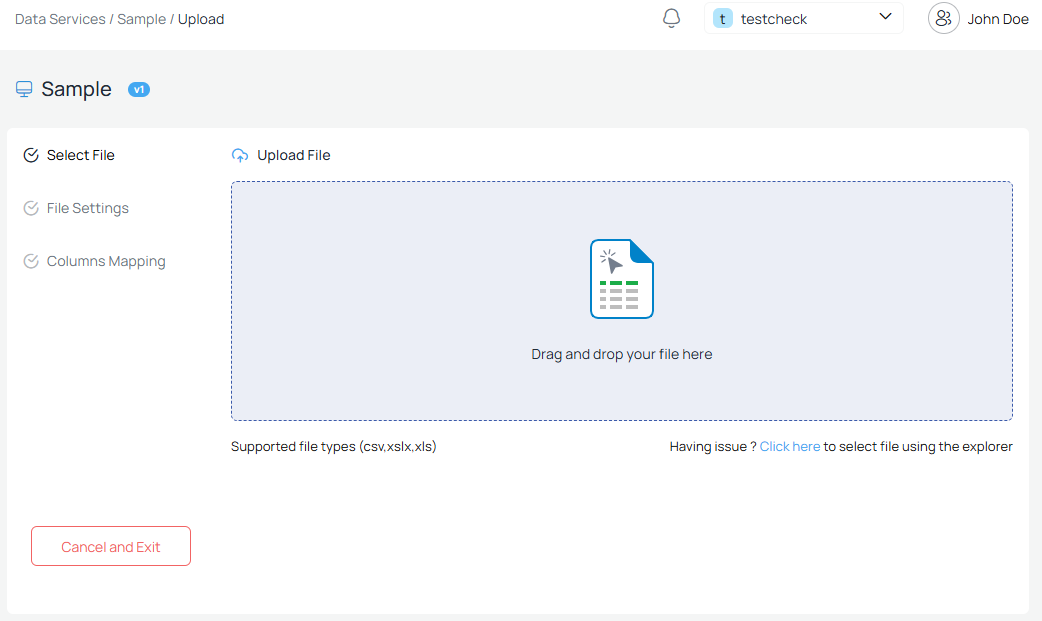 Data Services / Sample / Upload
t testcheck
John Doe
Sample v1
Select File
File Settings
Columns Mapping
Upload File
Drag and drop your file here
Supported file types (csv,xslx,xls)
Having issue ? Click here to select file using the explorer
Cancel and Exit